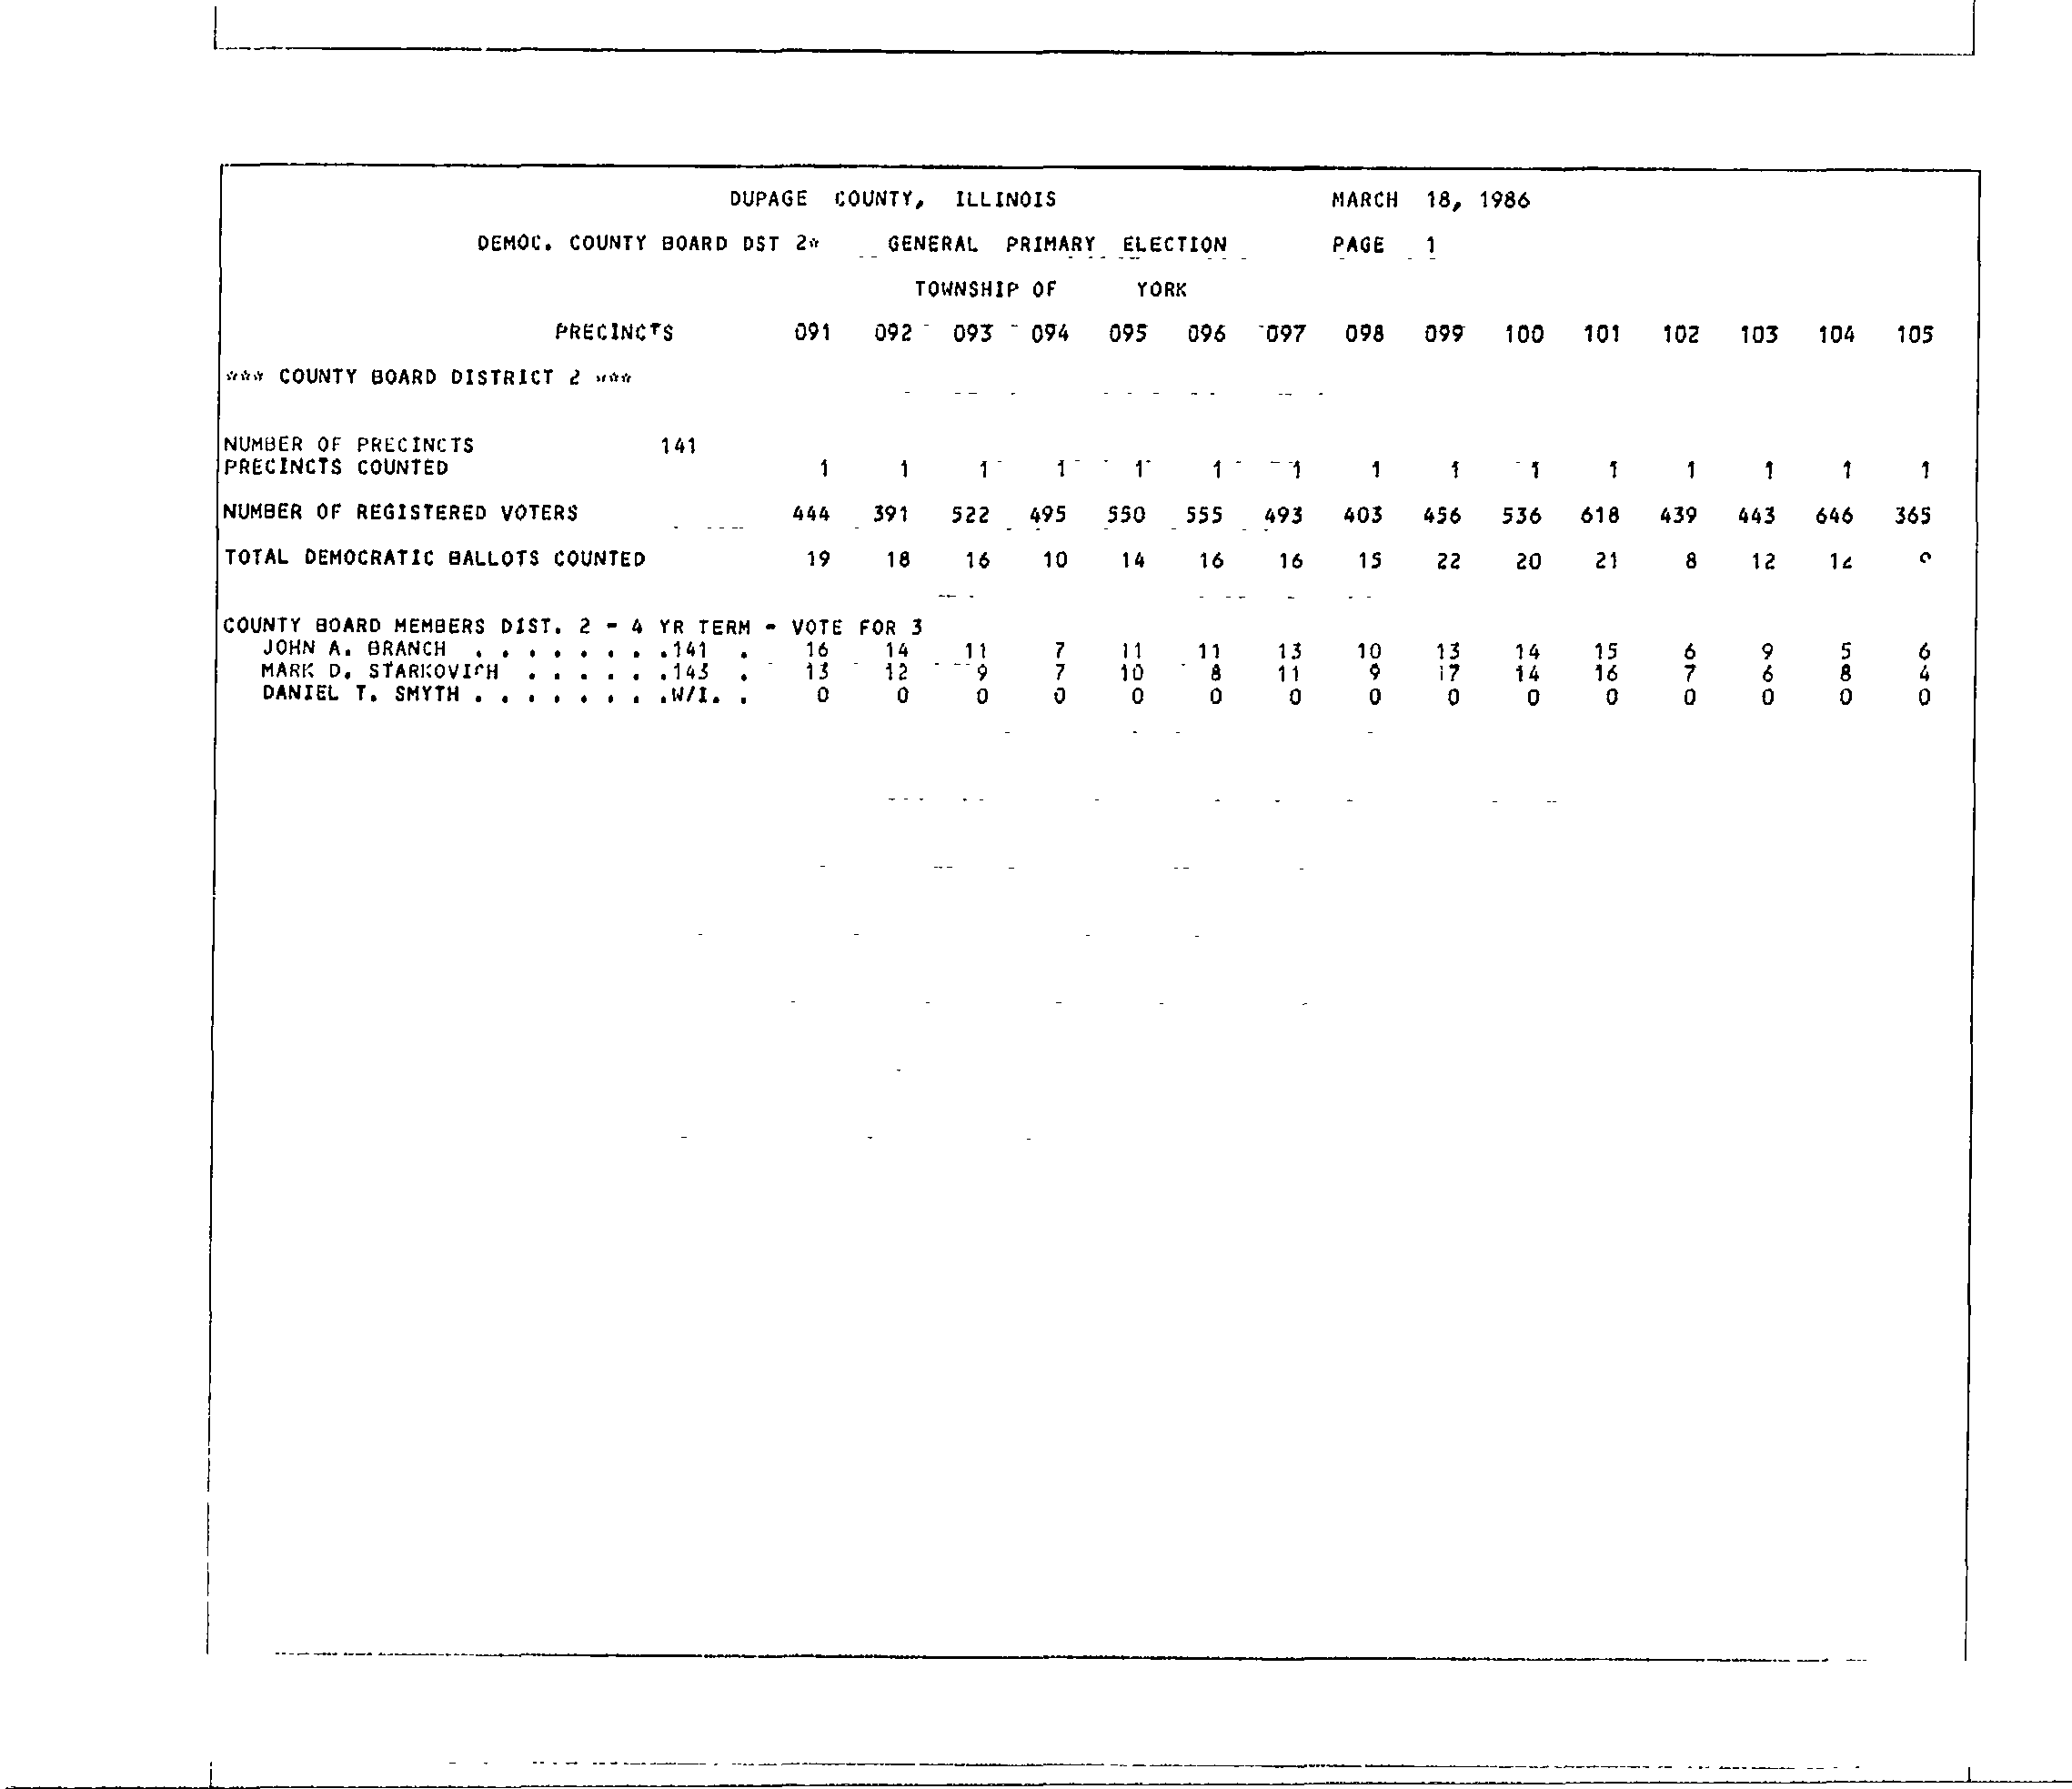 DUPAGE COUNTY, ILLINOIS MARCH 18, 1986
DEMOC. COUNTY BOARD DST 2* GENERAL PRIMARY ELECTION PAGE 1
TOWNSHIP OF YORK
PRECINCTS 091 092 093 094 095 096 097 098 099 100 101 102 103 104 105
*** COUNTY BOARD DISTRICT 2 ***
NUMBER OF PRECINCTS 141
PRECINCTS COUNTED 1 1 1 1 1 1 1 1 1 1 1 1 1 1 1
NUMBER OF REGISTERED VOTERS 444 391 522 495 550 555 493 403 456 536 618 439 443 646 365
TOTAL DEMOCRATIC BALLOTS COUNTED 19 18 16 10 14 16 16 15 22 20 21 8 12
COUNTY BOARD MEMBERS DIST. 2 - 4 YR TERM - VOTE FOR 3
JOHN A. BRANCH . . . . . . . .141 . 16 14 11 7 11 11 13 10 13 14 15 6 9 5 6
MARK D. STARKOVICH . . . . . .143 . 13 12 9 7 10 8 11 9 17 14 16 7 6 8 4
DANIEL T. SMYTH . . . . . . . .W/I. . 0 0 0 0 0 0 0 0 0 0 0 0 0 0 0